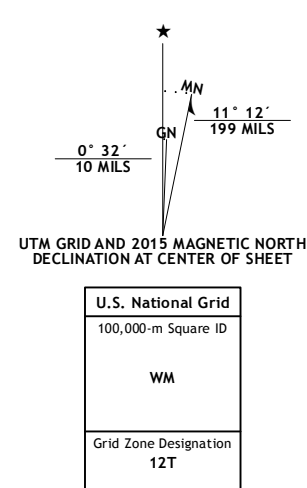 ★
MN
GN
11° 12´
199 MILS
0° 32´
10 MILS
UTM GRID AND 2015 MAGNETIC NORTH
DECLINATION AT CENTER OF SHEET
U.S. National Grid
100,000-m Square ID
WM
Grid Zone Designation
12T